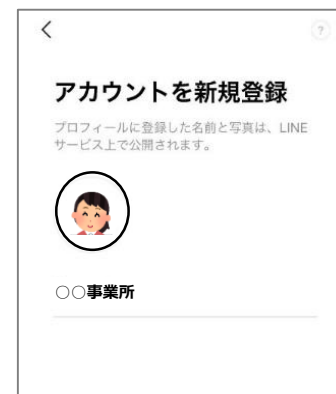 ?
アカウントを新規登録
プロフィールに登録した名前と写真は、LINE
サービス上で公開されます。
○○事業所